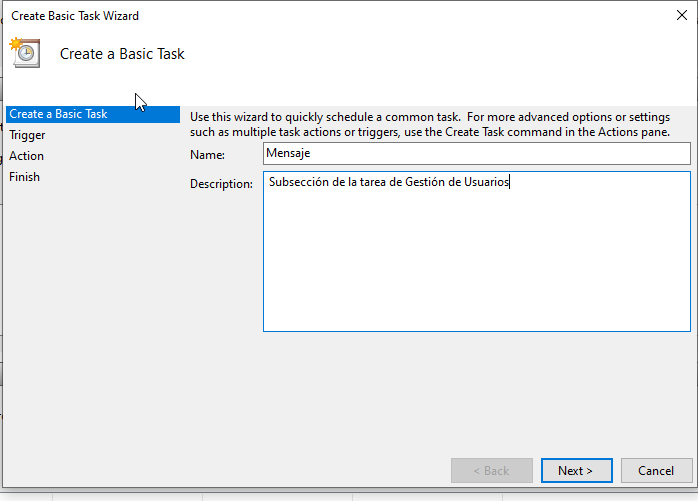 Create Basic Task Wizard
Create a Basic Task
Create a Basic Task
Trigger
Action
Finish
Use this wizard to quickly schedule a common task.  For more advanced options or settings
such as multiple task actions or triggers, use the Create Task command in the Actions pane.
Name: Mensaje
Description: Subsección de la tarea de Gestión de Usuarios
< Back Next > Cancel